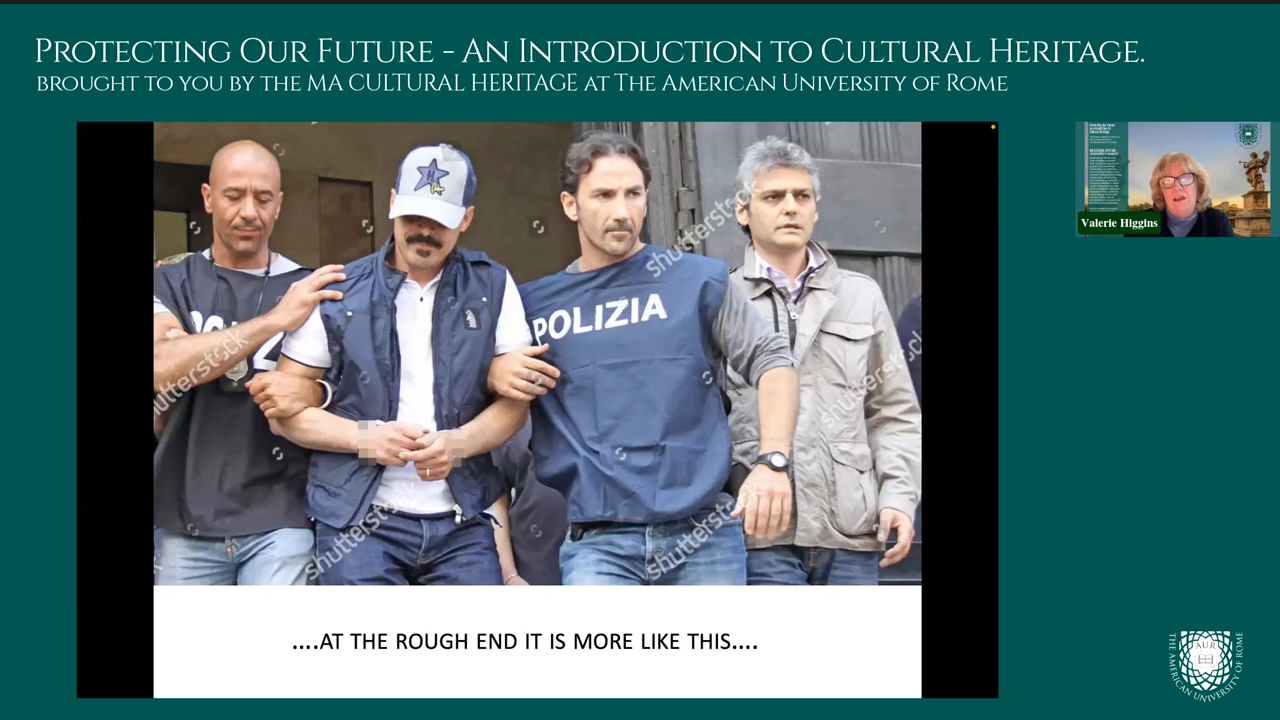 PROTECTING OUR FUTURE - AN INTRODUCTION TO CULTURAL HERITAGE.
BROUGHT TO YOU BY THE MA CULTURAL HERITAGE AT THE AMERICAN UNIVERSITY OF ROME
Valerie Higgins
POLIZIA
shutterstock
shutterstock
shutterstock
shutterstock
shutterstock
....AT THE ROUGH END IT IS MORE LIKE THIS....
AUR
THE AMERICAN UNIVERSITY OF ROME